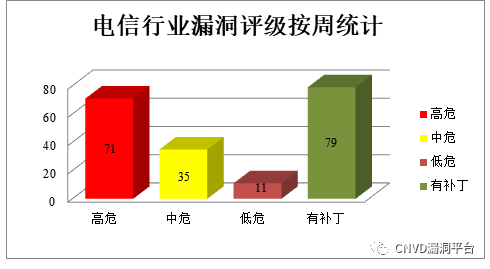 电信行业漏洞评级按周统计
80
60
40
20
0
71
35
11
79
高危
中危
低危
有补丁
高危
中危
低危
有补丁
CNVD漏洞平台